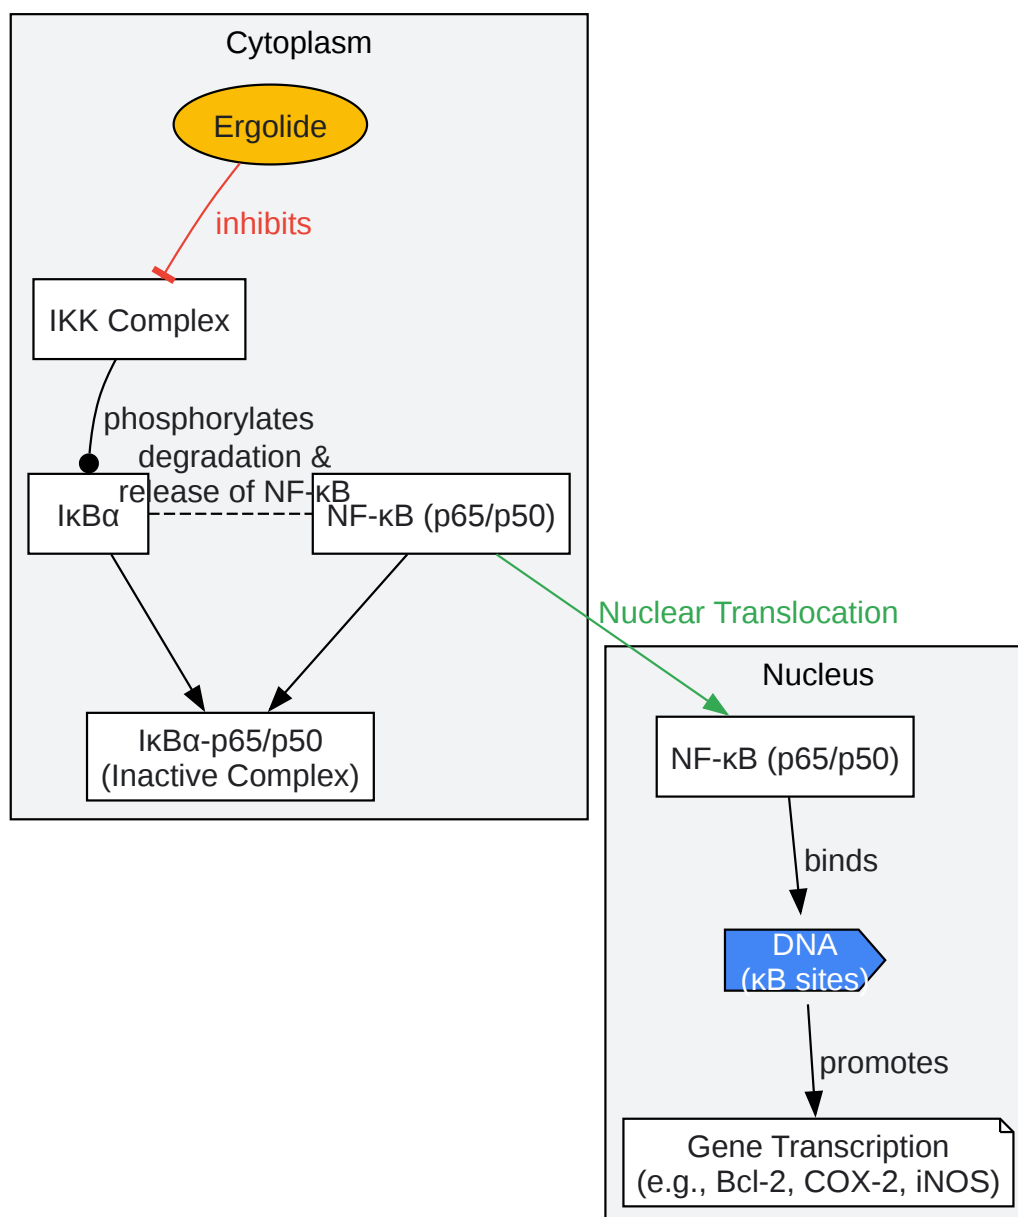 Cytoplasm
Ergolide
inhibits
IKK Complex
phosphorylates
degradation &
release of NF-κB
IκBα
NF-κB (p65/p50)
Nuclear Translocation
IκBα-p65/p50
(Inactive Complex)
Nucleus
NF-κB (p65/p50)
binds
DNA
(κB sites)
promotes
Gene Transcription
(e.g., Bcl-2, COX-2, iNOS)